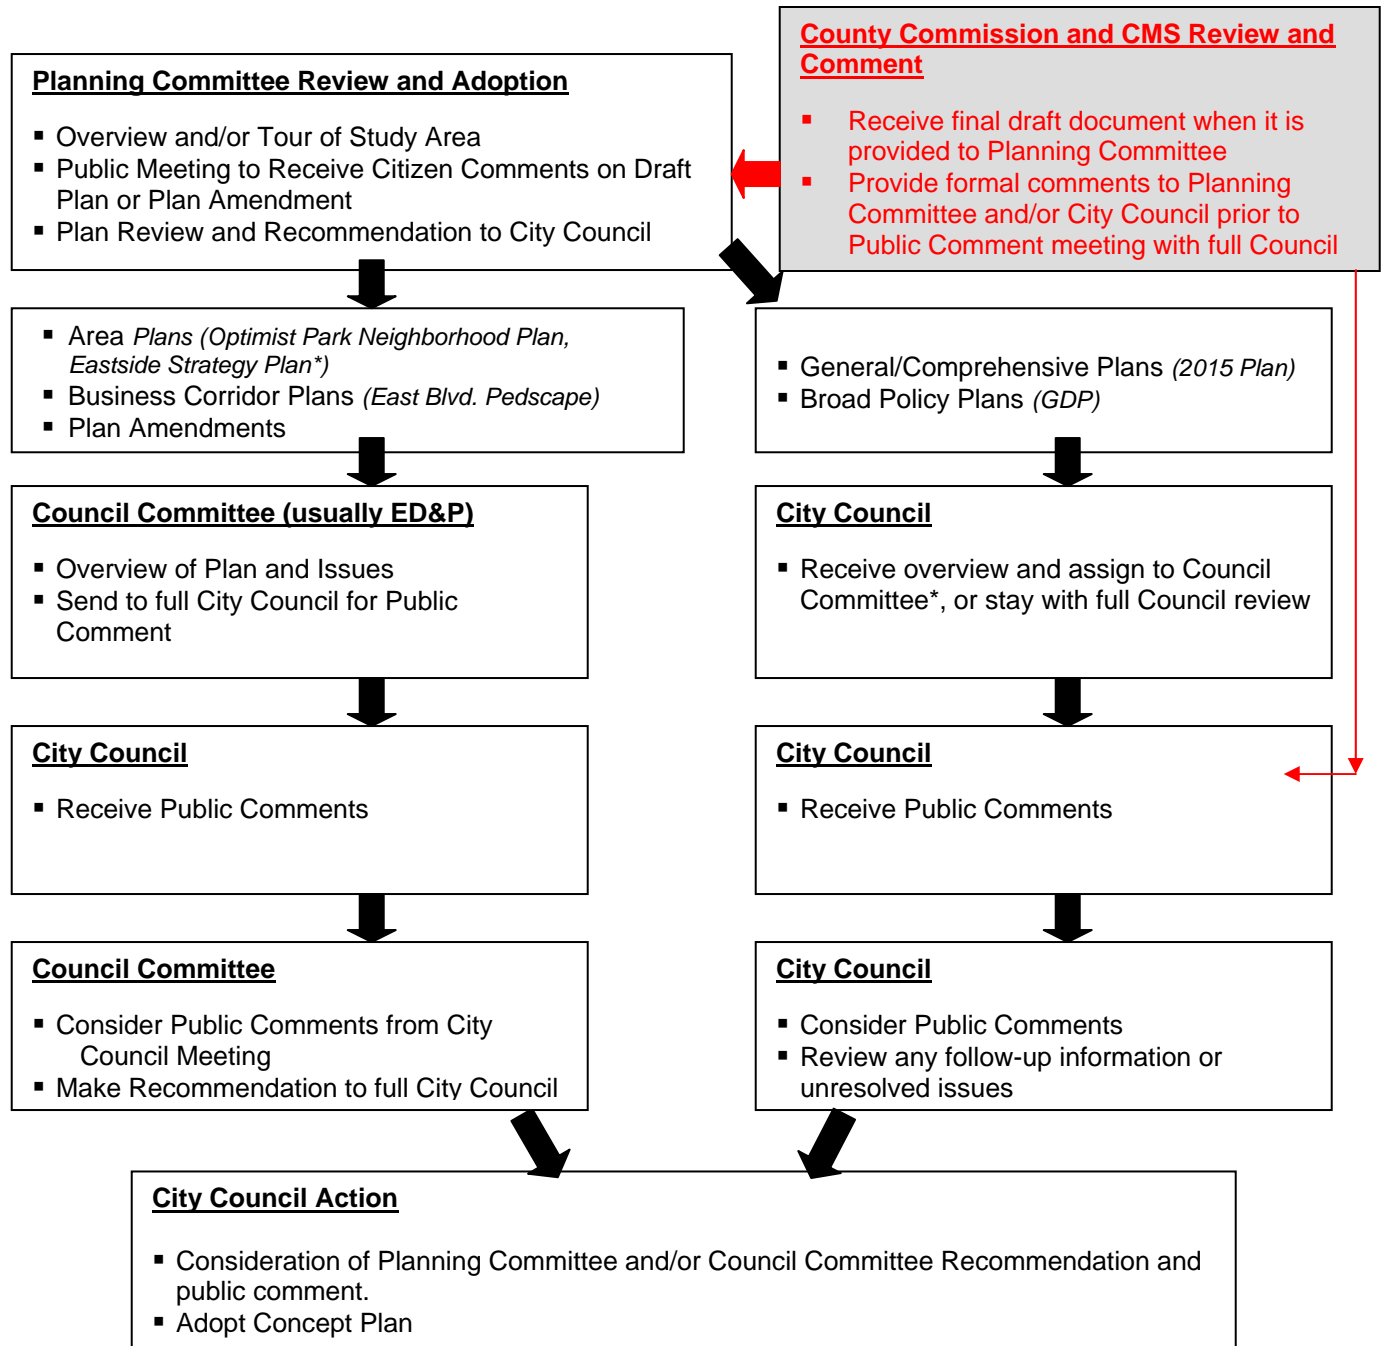 County Commission and CMS Review and
Comment
▪ Receive final draft document when it is
provided to Planning Committee
▪ Provide formal comments to Planning
Committee and/or City Council prior to
Public Comment meeting with full Council
Planning Committee Review and Adoption
▪ Overview and/or Tour of Study Area
▪ Public Meeting to Receive Citizen Comments on Draft
Plan or Plan Amendment
▪ Plan Review and Recommendation to City Council
▪ Area Plans (Optimist Park Neighborhood Plan,
Eastside Strategy Plan*)
▪ Business Corridor Plans (East Blvd. Pedscape)
▪ Plan Amendments
▪ General/Comprehensive Plans (2015 Plan)
▪ Broad Policy Plans (GDP)
Council Committee (usually ED&P)
▪ Overview of Plan and Issues
▪ Send to full City Council for Public
Comment
City Council
▪ Receive overview and assign to Council
Committee*, or stay with full Council review
City Council
▪ Receive Public Comments
City Council
▪ Receive Public Comments
Council Committee
▪ Consider Public Comments from City
Council Meeting
▪ Make Recommendation to full City Council
City Council
▪ Consider Public Comments
▪ Review any follow-up information or
unresolved issues
City Council Action
▪ Consideration of Planning Committee and/or Council Committee Recommendation and
public comment.
▪ Adopt Concept Plan